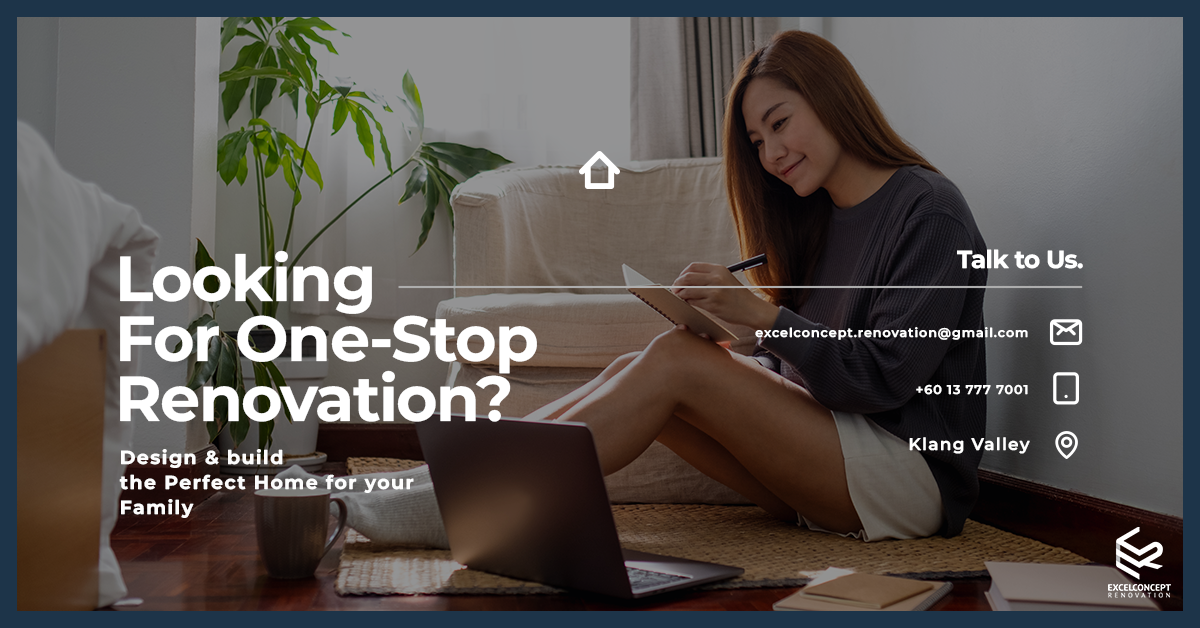 Looking
For One-Stop
Renovation?
Design & build
the Perfect Home for your
Family
Talk to Us.
excelconcept.renovation@gmail.com
+60 13 777 7001
Klang Valley
EXCELCONCEPT
RENOVATION